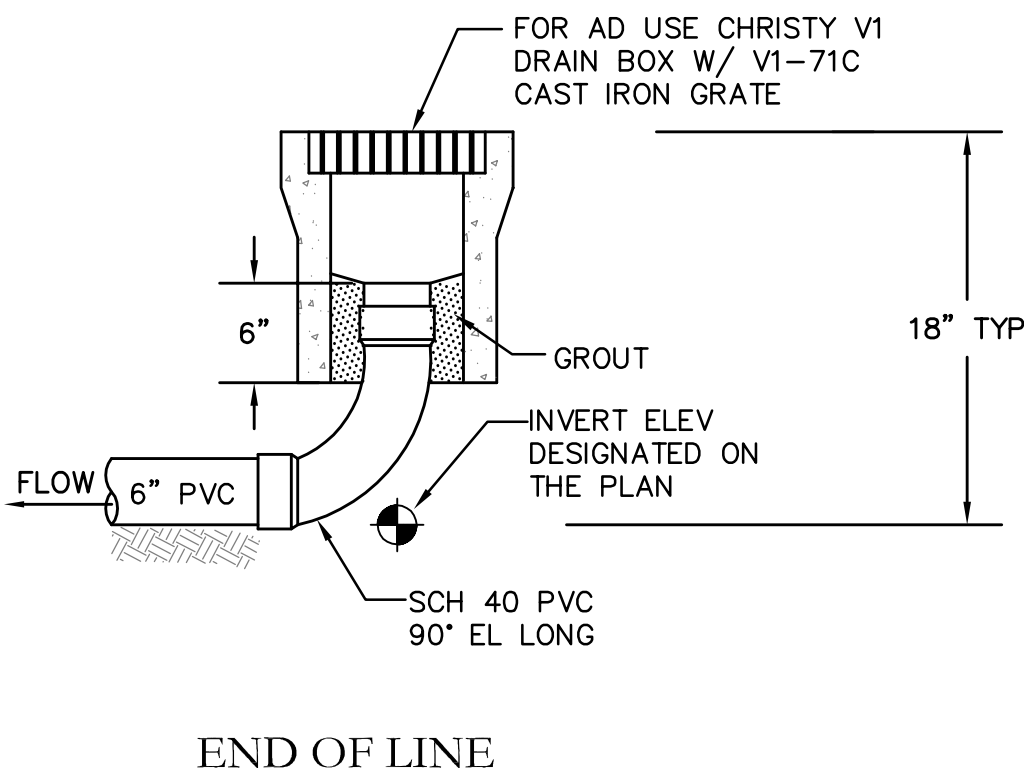 FOR AD USE CHRISTY V1
DRAIN BOX W/ V1-71C
CAST IRON GRATE
6”
18” TYP
GROUT
INVERT ELEV
DESIGNATED ON
THE PLAN
FLOW
6” PVC
SCH 40 PVC
90° EL LONG
END OF LINE